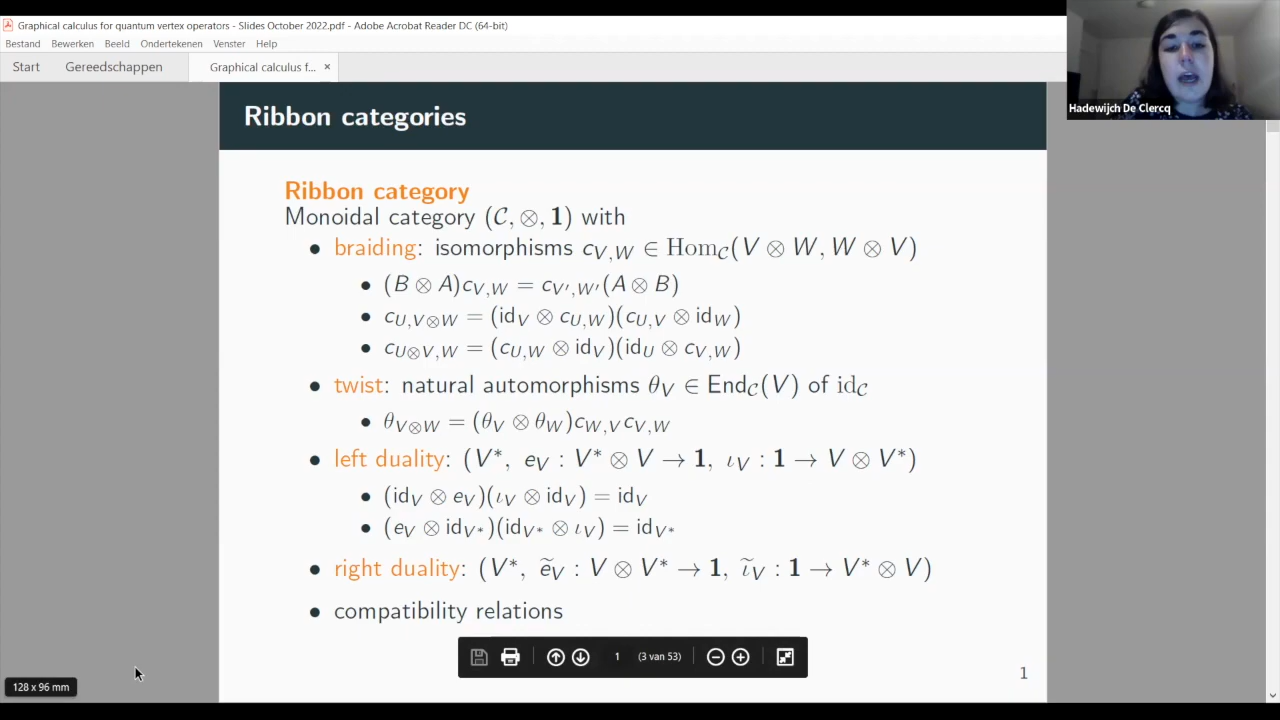 Graphical calculus for quantum vertex operators - Slides October 2022.pdf - Adobe Acrobat Reader DC (64-bit)
Bestand Bewerken Beeld Ondertekenen Venster Help
Start Gereedschappen Graphical calculus f... ×
Hadewijch De Clercq
Ribbon categories
Ribbon category
Monoidal category (𝒞, ⊗, 𝟏) with
• braiding: isomorphisms c_{V,W} ∈ Hom_𝒞(V ⊗ W, W ⊗ V)
• (B ⊗ A)c_{V,W} = c_{V′,W′}(A ⊗ B)
• c_{U,V⊗W} = (id_V ⊗ c_{U,W})(c_{U,V} ⊗ id_W)
• c_{U⊗V,W} = (c_{U,W} ⊗ id_V)(id_U ⊗ c_{V,W})
• twist: natural automorphisms θ_V ∈ End_𝒞(V) of id_𝒞
• θ_{V⊗W} = (θ_V ⊗ θ_W)c_{W,V}c_{V,W}
• left duality: (V*, e_V : V* ⊗ V → 𝟏, ι_V : 𝟏 → V ⊗ V*)
• (id_V ⊗ e_V)(ι_V ⊗ id_V) = id_V
• (e_V ⊗ id_{V*})(id_{V*} ⊗ ι_V) = id_{V*}
• right duality: (V*, ẽ_V : V ⊗ V* → 𝟏, ι̃_V : 𝟏 → V* ⊗ V)
• compatibility relations
1 (3 van 53)
1
128 x 96 mm